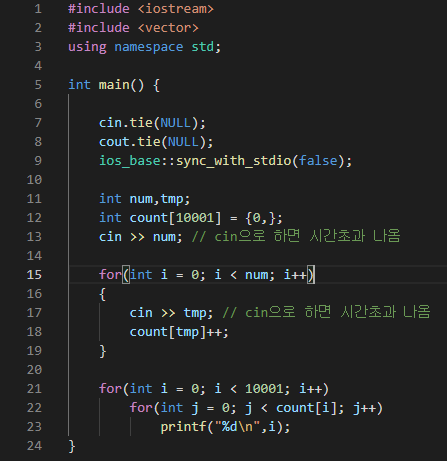 1 #include <iostream>
2 #include <vector>
3 using namespace std;
4
5 int main() {
6
7 cin.tie(NULL);
8 cout.tie(NULL);
9 ios_base::sync_with_stdio(false);
10
11 int num,tmp;
12 int count[10001] = {0,};
13 cin >> num; // cin으로 하면 시간초과 나옴
14
15 for(int i = 0; i < num; i++)
16 {
17 cin >> tmp; // cin으로 하면 시간초과 나옴
18 count[tmp]++;
19 }
20
21 for(int i = 0; i < 10001; i++)
22 for(int j = 0; j < count[i]; j++)
23 printf("%d\n",i);
24 }